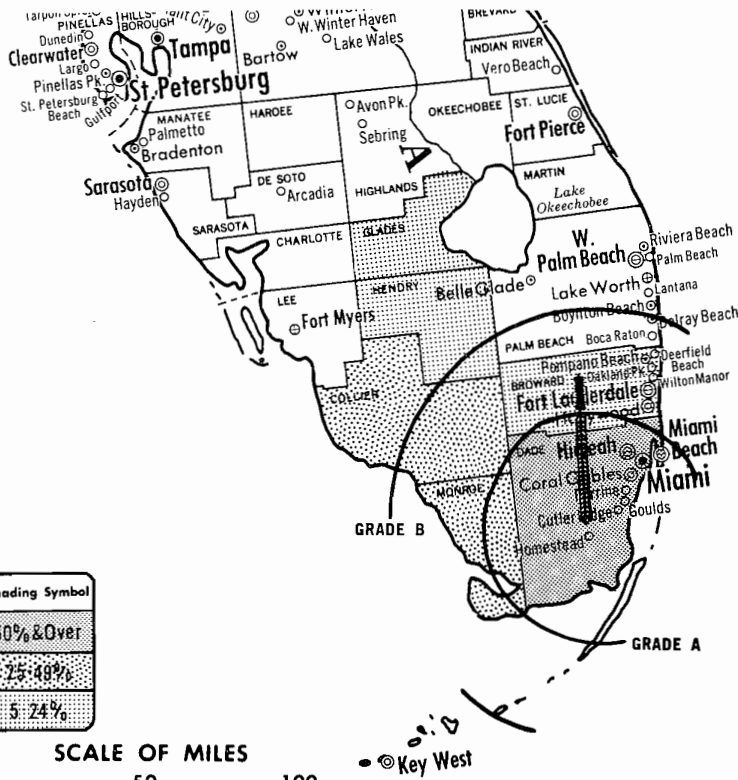 PINELLAS
HILLS-
BOROUGH
BREVARD
Dunedin
Clearwater
Tampa
W. Winter Haven
Lake Wales
Bartow
INDIAN RIVER
Vero Beach
Largo
Pinellas Pk
St. Petersburg
St. Petersburg
Beach
Gulfport
MANATEE
Palmetto
Bradenton
HARDEE
Avon Pk.
Sebring
OKEECHOBEE
ST. LUCIE
Fort Pierce
A
Sarasota
Hayden
DE SOTO
Arcadia
HIGHLANDS
MARTIN
Lake
Okeechobee
SARASOTA
CHARLOTTE
GLADES
W.
Palm Beach
Riviera Beach
Palm Beach
LEE
Fort Myers
HENDRY
Belle Glade
Lake Worth
Lantana
Boynton Beach
Delray Beach
PALM BEACH
Boca Raton
Pompano Beach
Deerfield
Beach
BROWARD
Oakland Pk.
Wilton Manor
Fort Lauderdale
COLLIER
DADE
Hialeah
Miami
Beach
Coral Gables
Miami
MONROE
Perrine
Cutler Ridge
Goulds
Homestead
GRADE B
GRADE A
ading Symbol
50% & Over
25-49%
5 24%
SCALE OF MILES
50 100
Key West